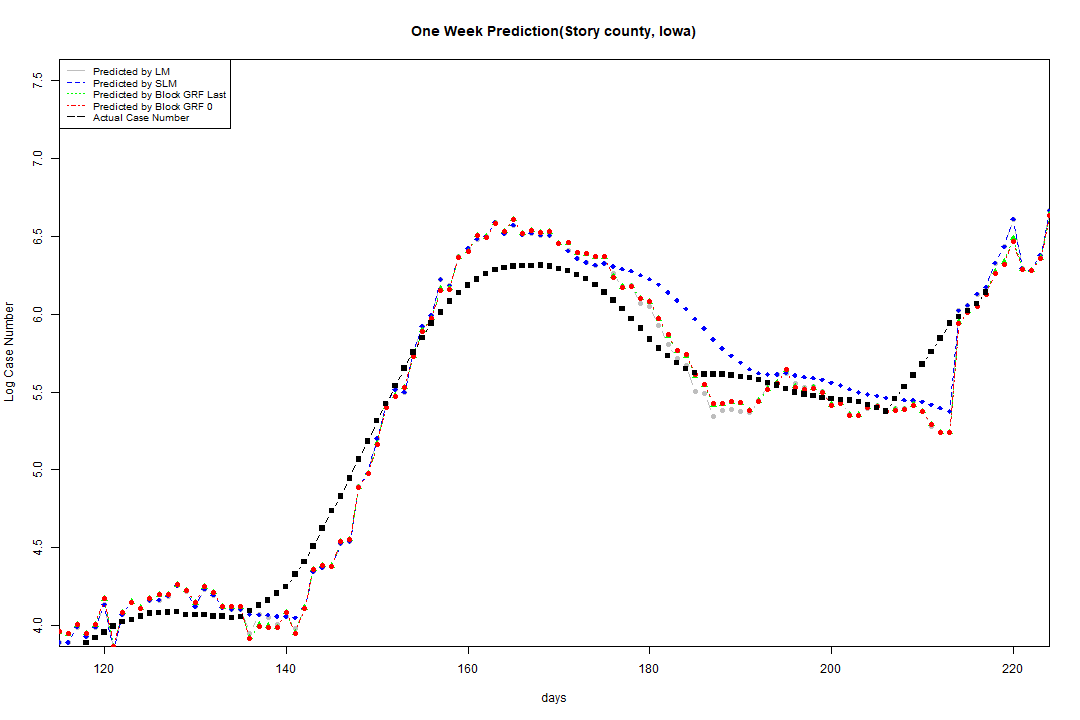 One Week Prediction(Story county, Iowa)
Predicted by LM
Predicted by SLM
Predicted by Block GRF Last
Predicted by Block GRF 0
Actual Case Number
Log Case Number
7.5
7.0
6.5
6.0
5.5
5.0
4.5
4.0
120 140 160 180 200 220
days